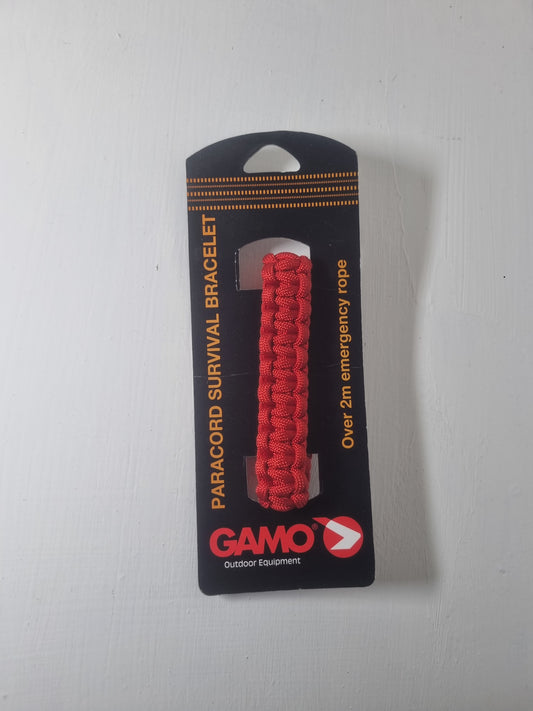 PARACORD SURVIVAL BRACELET
Over 2m emergency rope
GAMO®
Outdoor Equipment